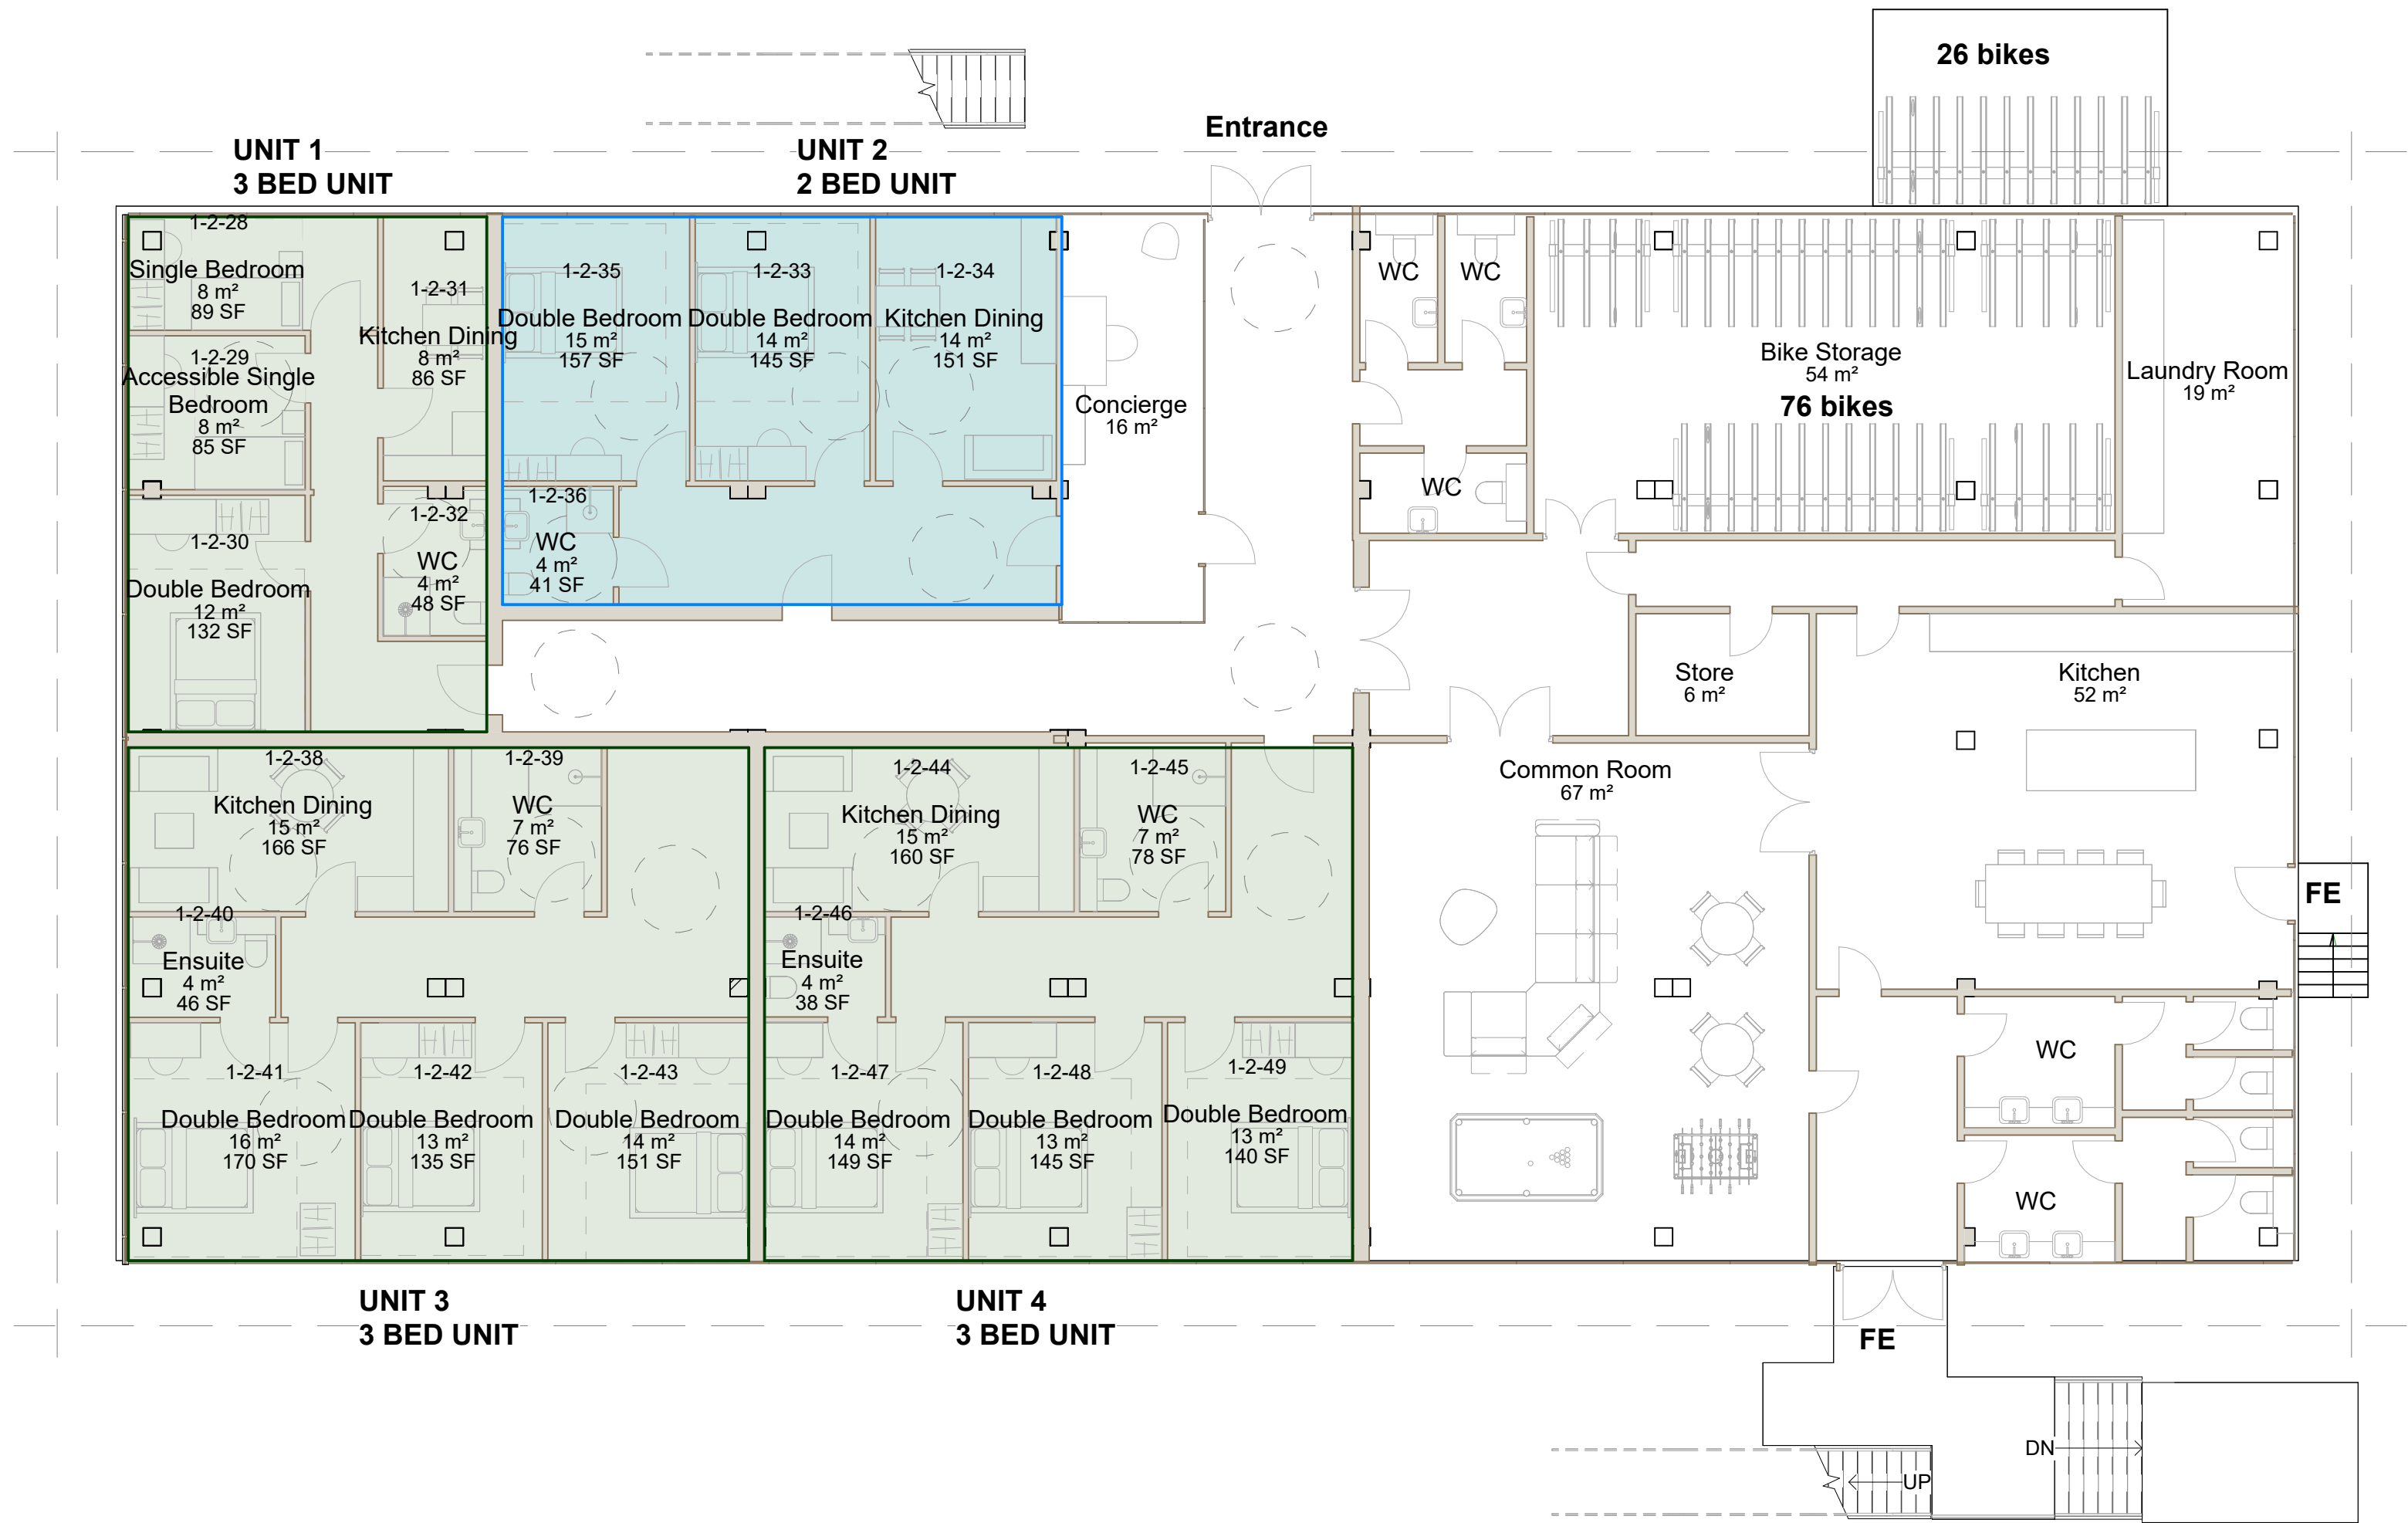 26 bikes
Entrance
UNIT 1
3 BED UNIT
UNIT 2
2 BED UNIT
1-2-28
Single Bedroom
8 m²
89 SF
1-2-29
Accessible Single
Bedroom
8 m²
85 SF
1-2-30
Double Bedroom
12 m²
132 SF
1-2-31
Kitchen Dining
8 m²
86 SF
1-2-32
WC
4 m²
48 SF
1-2-35
Double Bedroom
15 m²
157 SF
1-2-33
Double Bedroom
14 m²
145 SF
1-2-34
Kitchen Dining
14 m²
151 SF
1-2-36
WC
4 m²
41 SF
Concierge
16 m²
WC
WC
WC
Bike Storage
54 m²
76 bikes
Laundry Room
19 m²
Store
6 m²
Kitchen
52 m²
Common Room
67 m²
FE
1-2-38
Kitchen Dining
15 m²
166 SF
1-2-39
WC
7 m²
76 SF
1-2-40
Ensuite
4 m²
46 SF
1-2-41
Double Bedroom
16 m²
170 SF
1-2-42
Double Bedroom
13 m²
135 SF
1-2-43
Double Bedroom
14 m²
151 SF
1-2-44
Kitchen Dining
15 m²
160 SF
1-2-45
WC
7 m²
78 SF
1-2-46
Ensuite
4 m²
38 SF
1-2-47
Double Bedroom
14 m²
149 SF
1-2-48
Double Bedroom
13 m²
145 SF
1-2-49
Double Bedroom
13 m²
140 SF
WC
WC
UNIT 3
3 BED UNIT
UNIT 4
3 BED UNIT
FE
DN
UP